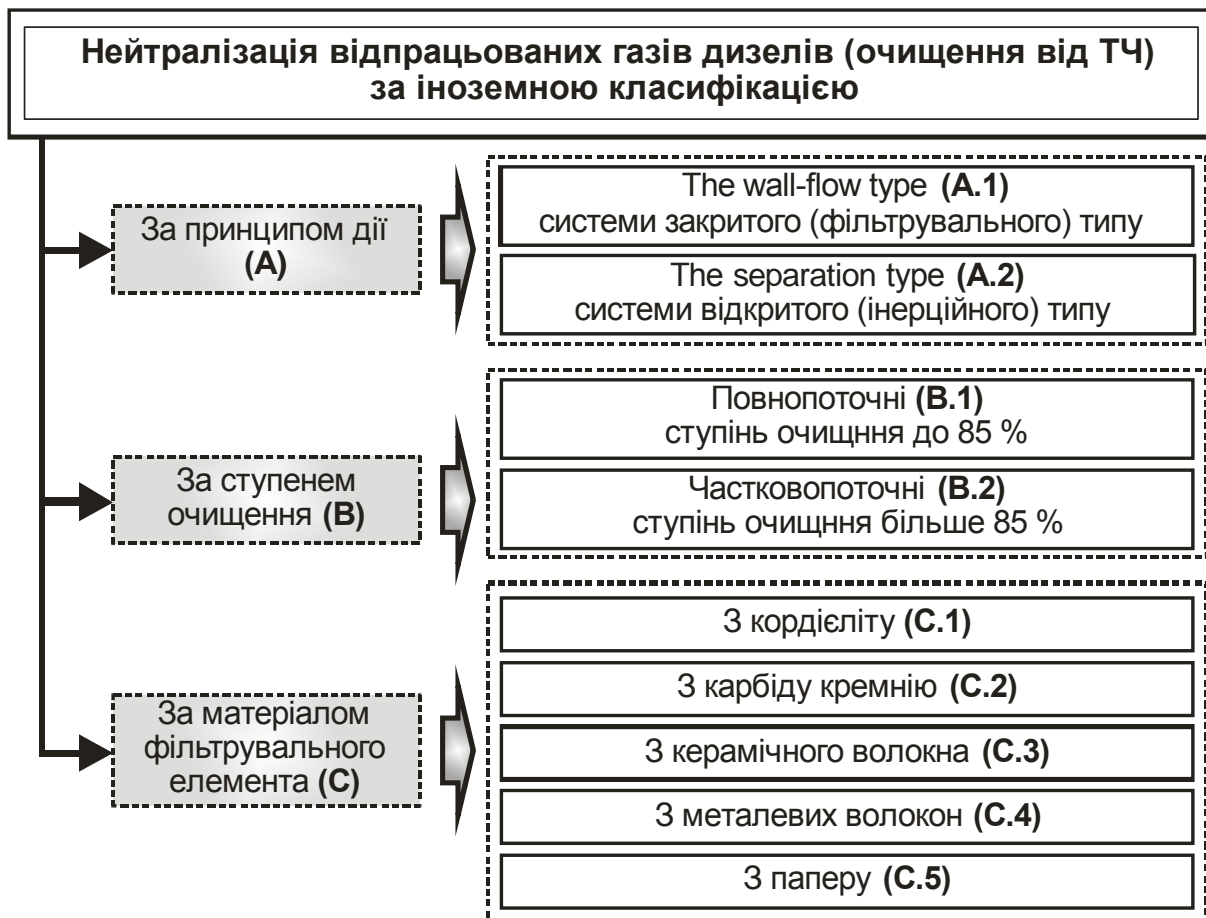 Нейтралізація відпрацьованих газів дизелів (очищення від ТЧ)
за іноземною класифікацією
За принципом дії
(А)
The wall-flow type (А.1)
системи закритого (фільтрувального) типу
The separation type (А.2)
системи відкритого (інерційного) типу
За ступенем
очищення (В)
Повнопоточні (В.1)
ступінь очищння до 85 %
Частковопоточні (В.2)
ступінь очищння більше 85 %
За матеріалом
фільтрувального
елемента (С)
З кордієліту (С.1)
З карбіду кремнію (С.2)
З керамічного волокна (С.3)
З металевих волокон (С.4)
З паперу (С.5)